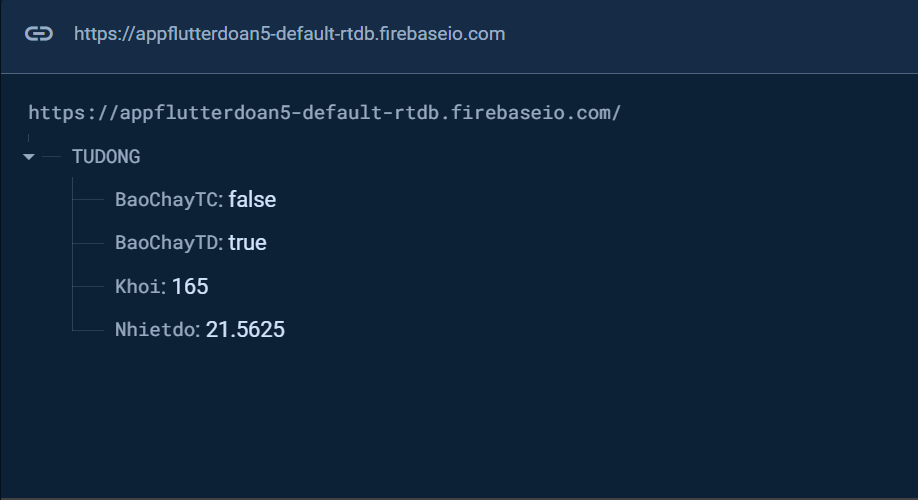 https://appflutterdoan5-default-rtdb.firebaseio.com
https://appflutterdoan5-default-rtdb.firebaseio.com/
TUDONG
BaoChayTC: false
BaoChayTD: true
Khoi: 165
Nhietdo: 21.5625